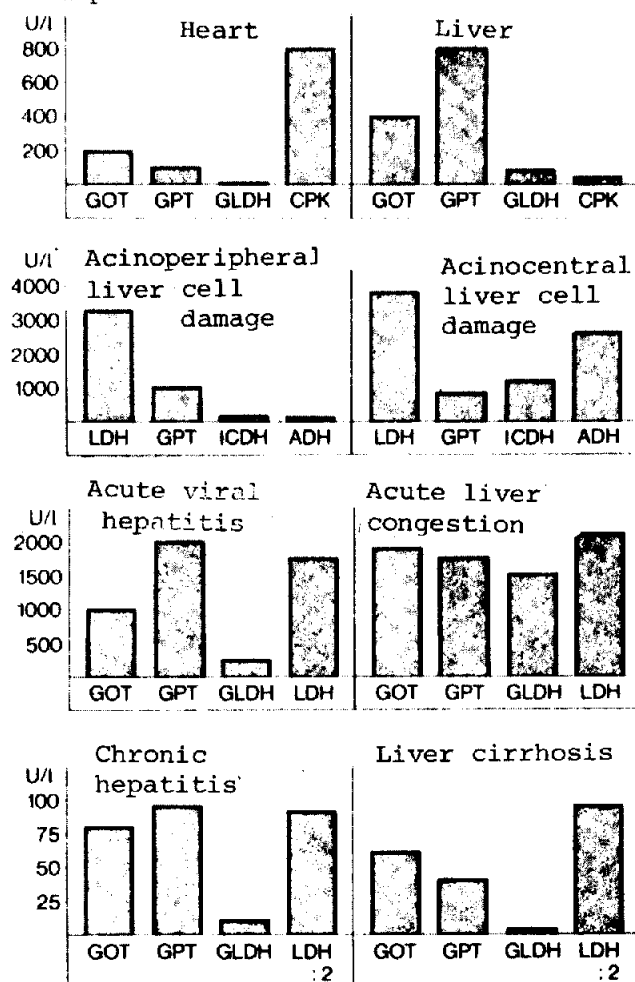 U/l Heart Liver
800
600
400
200
GOT GPT GLDH CPK GOT GPT GLDH CPK
U/l Acinoperipheral liver cell damage
Acinocentral liver cell damage
4000
3000
2000
1000
LDH GPT ICDH ADH LDH GPT ICDH ADH
Acute viral hepatitis
Acute liver congestion
U/l
2000
1500
1000
500
GOT GPT GLDH LDH GOT GPT GLDH LDH
Chronic hepatitis
Liver cirrhosis
U/l
100
75
50
25
GOT GPT GLDH LDH GOT GPT GLDH LDH
:2 :2